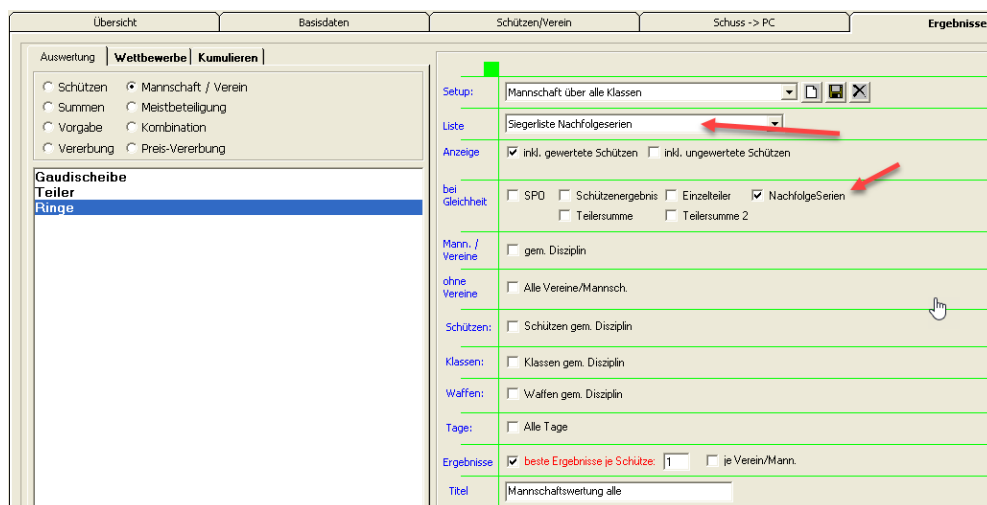 Übersicht Basisdaten Schützen/Verein Schuss -> PC Ergebnisse
Auswertung Wettbewerbe Kumulieren
Schützen Mannschaft / Verein
Summen Meistbeteiligung
Vorgabe Kombination
Vererbung Preis-Vererbung
Gaudischeibe
Teiler
Ringe
Setup: Mannschaft über alle Klassen
Liste Siegerliste Nachfolgeserien
Anzeige inkl. gewertete Schützen inkl. ungewertete Schützen
bei
Gleichheit SPO Schützenergebnis Einzelteiler NachfolgeSerien
Teilersumme Teilersumme 2
Mann. /
Vereine gem. Disziplin
ohne
Vereine Alle Vereine/Mannsch.
Schützen: Schützen gem. Disziplin
Klassen: Klassen gem. Disziplin
Waffen: Waffen gem. Disziplin
Tage: Alle Tage
Ergebnisse beste Ergebnisse je Schütze: 1 je Verein/Mann.
Titel Mannschaftswertung alle